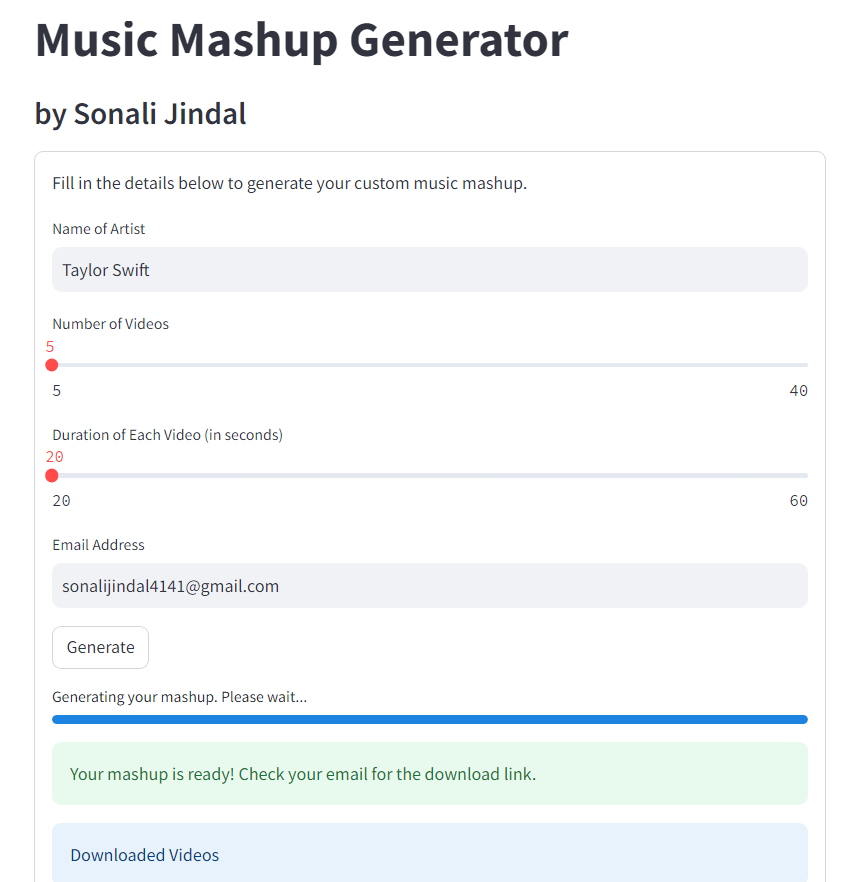 Music Mashup Generator
by Sonali Jindal
Fill in the details below to generate your custom music mashup.
Name of Artist
Taylor Swift
Number of Videos
5
5 40
Duration of Each Video (in seconds)
20
20 60
Email Address
sonalijindal4141@gmail.com
Generate
Generating your mashup. Please wait...
Your mashup is ready! Check your email for the download link.
Downloaded Videos